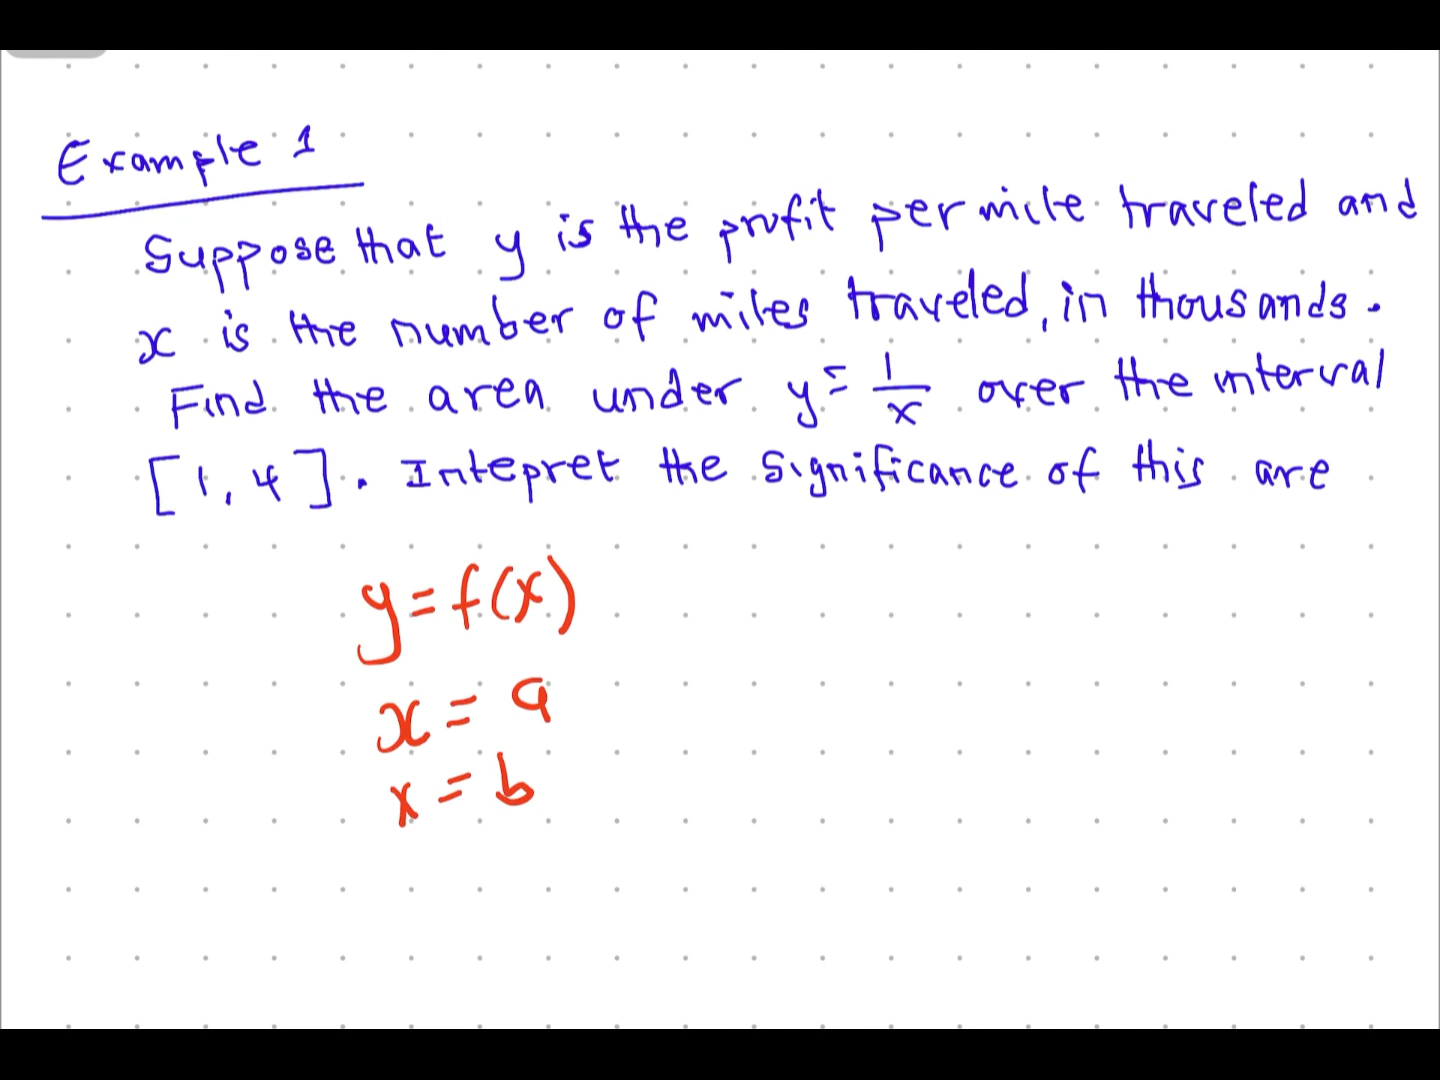 Example 1
Suppose that y is the profit per mile traveled and
x is the number of miles traveled, in thousands.
Find the area under y = 1/x over the interval
[1, 4]. Intepret the significance of this are
y = f(x)
x = a
x = b